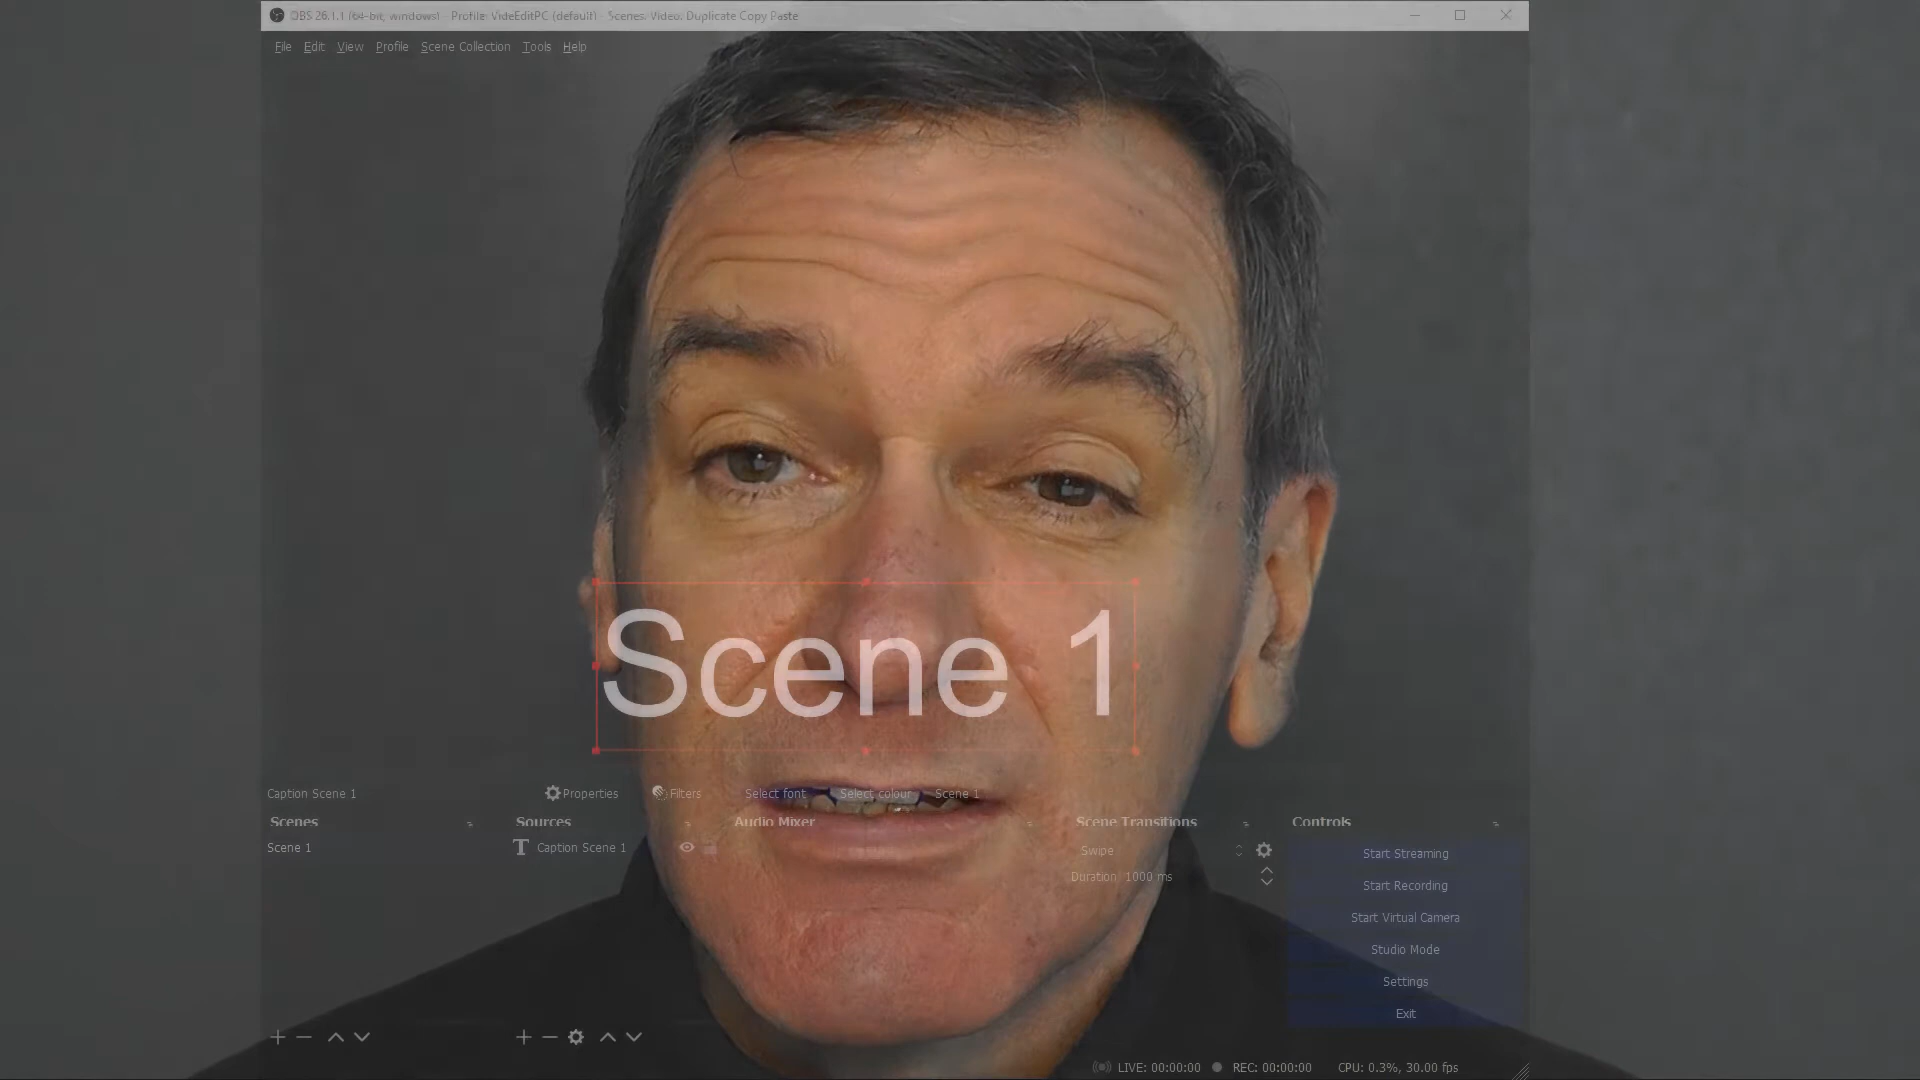 OBS 26.1.1 (64-bit, windows) - Profile: VideEditPC (default) - Scenes: Video. Duplicate Copy Paste
File Edit View Profile Scene Collection Tools Help
Scene 1
Caption Scene 1 Properties Filters Select font Select colour Scene 1
Scenes Sources Audio Mixer Scene Transitions Controls
Scene 1 Caption Scene 1 Swipe Start Streaming
Duration 1000 ms Start Recording
Start Virtual Camera
Studio Mode
Settings
Exit
LIVE: 00:00:00 REC: 00:00:00 CPU: 0.3%, 30.00 fps